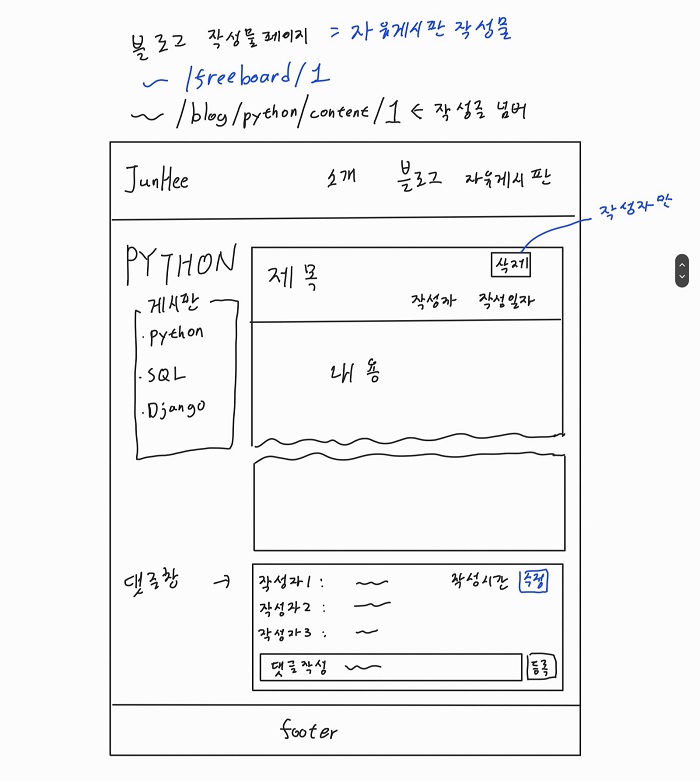 블로그 작성물 페이지 = 자유게시판 작성물
~ /freeboard/1
~ /blog/python/content/1 ← 작성글 넘버
JunHee 소개 블로그 자유게시판
작성자만
PYTHON
제목 삭제
작성자 작성일자
게시판
· Python
· SQL
· Django
내용
댓글창 →
작성자1 : 작성시간 수정
작성자2 :
작성자3 :
댓글작성 등록
footer